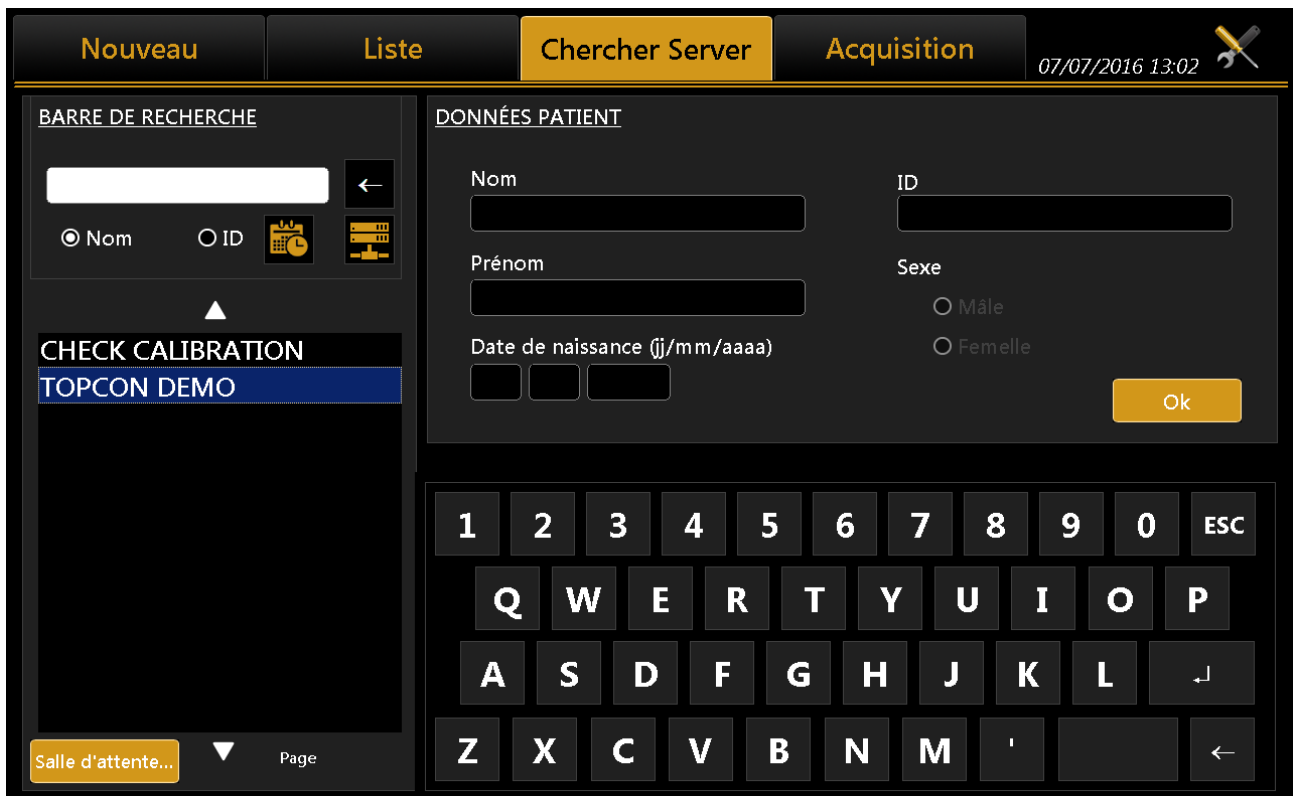 Nouveau
Liste
Chercher Server
Acquisition
07/07/2016 13:02
BARRE DE RECHERCHE
←
Nom
ID
CHECK CALIBRATION
TOPCON DEMO
Salle d'attente...
Page
DONNÉES PATIENT
Nom
ID
Prénom
Sexe
Mâle
Femelle
Date de naissance (jj/mm/aaaa)
Ok
1 2 3 4 5 6 7 8 9 0 ESC
Q W E R T Y U I O P
A S D F G H J K L ↵
Z X C V B N M ' ←